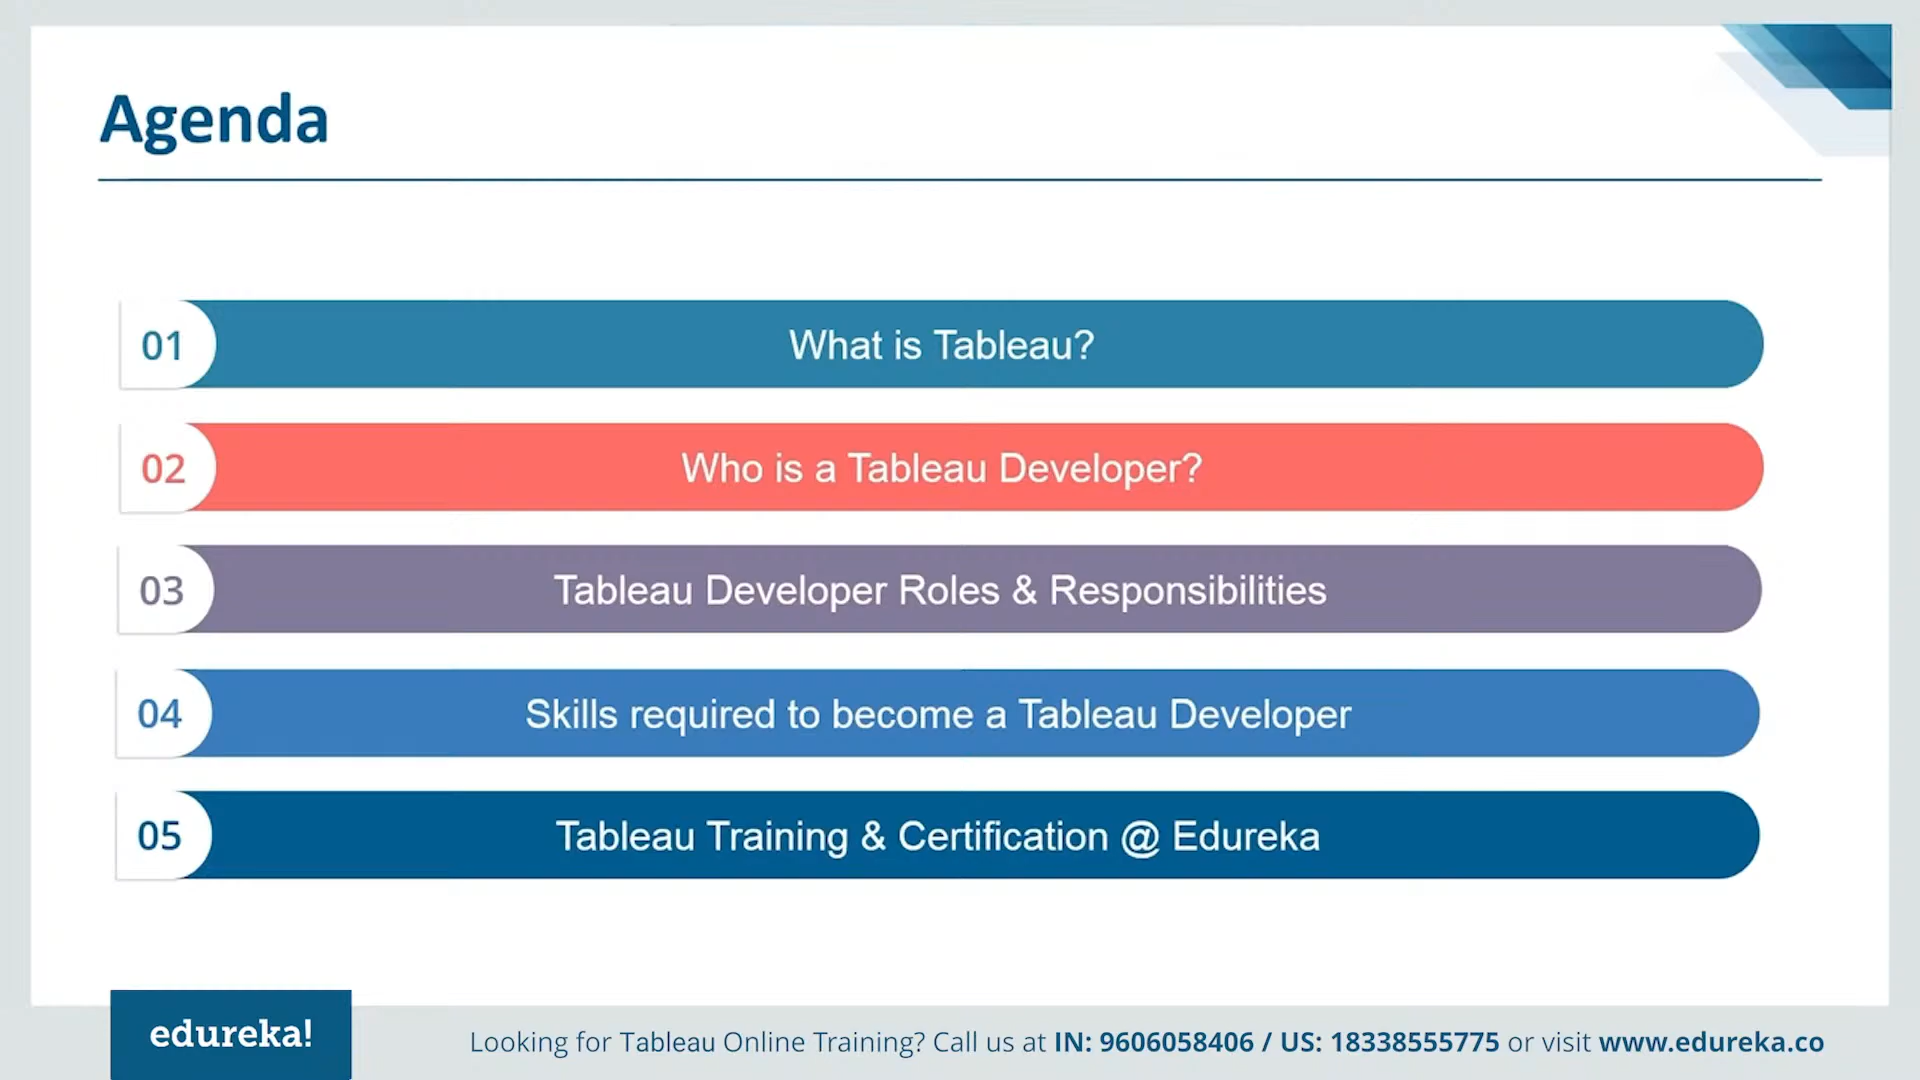 Agenda
01 What is Tableau?
02 Who is a Tableau Developer?
03 Tableau Developer Roles & Responsibilities
04 Skills required to become a Tableau Developer
05 Tableau Training & Certification @ Edureka
edureka!
Looking for Tableau Online Training? Call us at IN: 9606058406 / US: 18338555775 or visit www.edureka.co